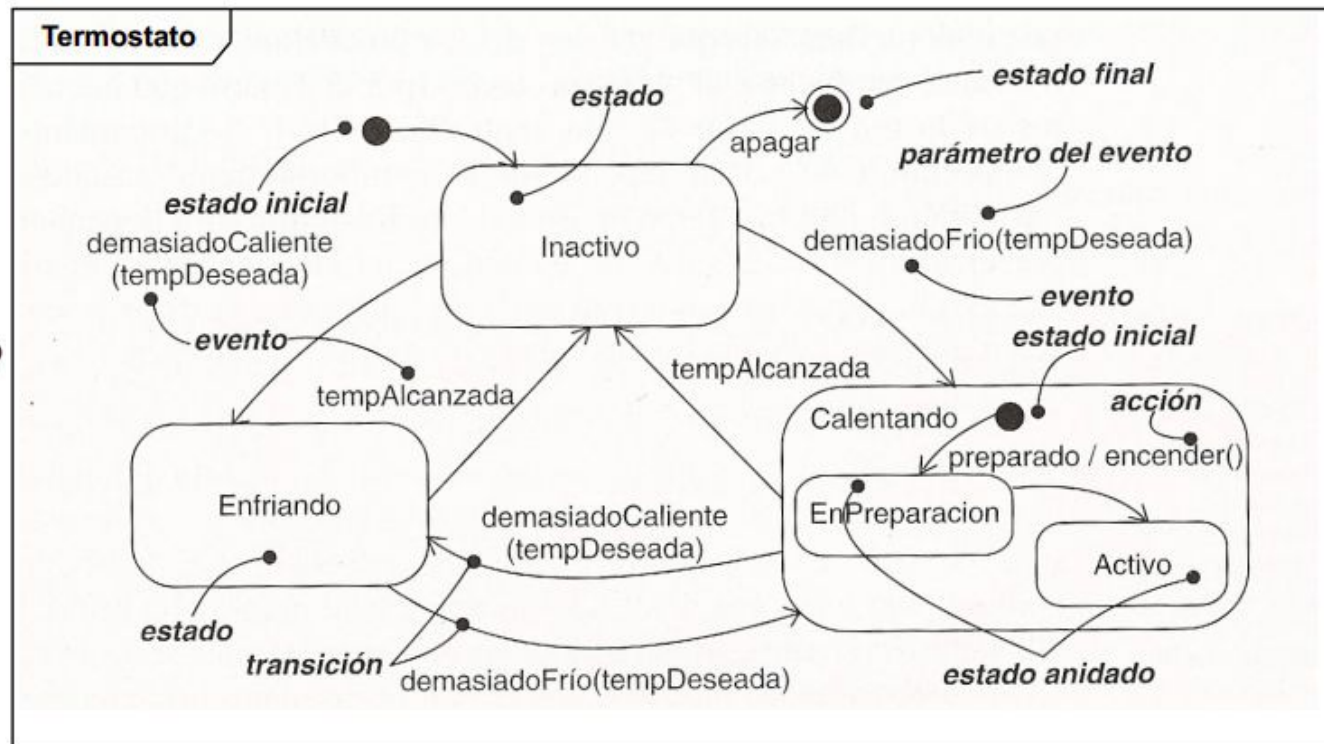 Termostato
estado
estado final
apagar
estado inicial
parámetro del evento
demasiadoCaliente
(tempDeseada)
Inactivo
demasiadoFrio(tempDeseada)
evento
evento
estado inicial
tempAlcanzada
tempAlcanzada
Calentando
acción
preparado / encender()
Enfriando
demasiadoCaliente
(tempDeseada)
EnPreparacion
Activo
estado
transición
demasiadoFrío(tempDeseada)
estado anidado